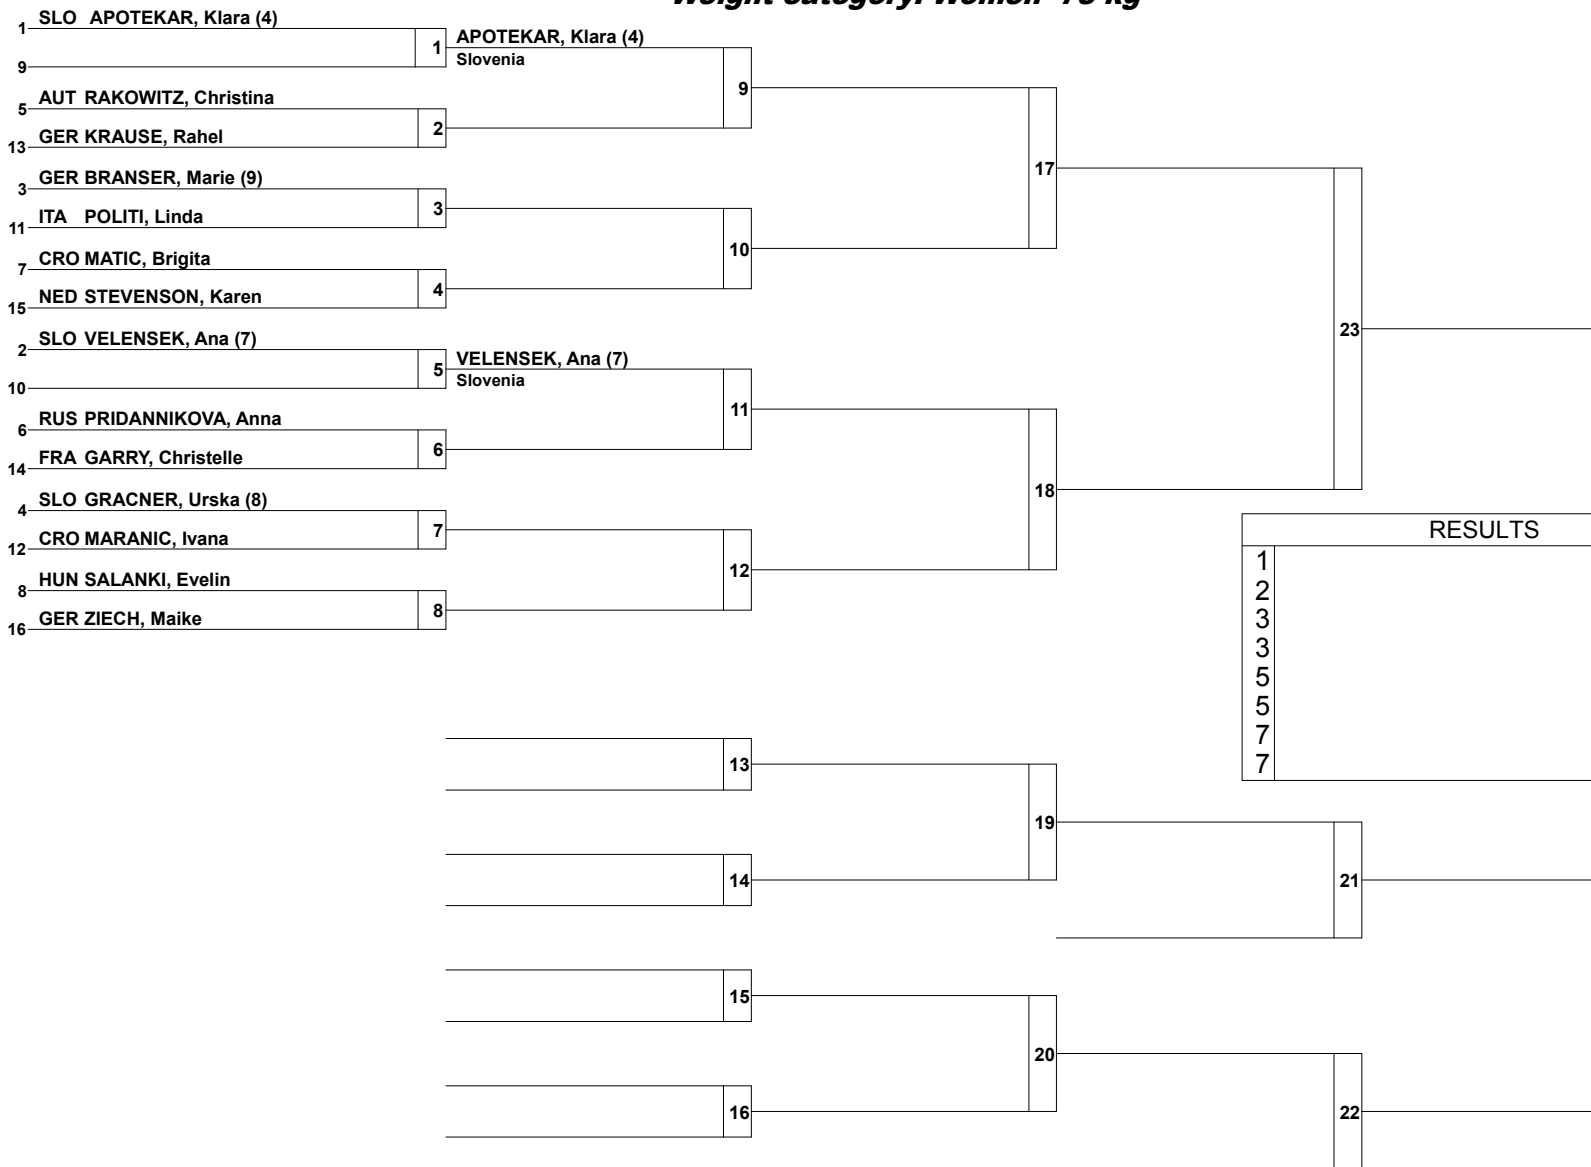 Weight category: Women -78 kg
1 SLO APOTEKAR, Klara (4)
9
1
APOTEKAR, Klara (4)
Slovenia
5 AUT RAKOWITZ, Christina
13 GER KRAUSE, Rahel
2
9
3 GER BRANSER, Marie (9)
11 ITA POLITI, Linda
3
7 CRO MATIC, Brigita
15 NED STEVENSON, Karen
4
10
17
2 SLO VELENSEK, Ana (7)
10
5
VELENSEK, Ana (7)
Slovenia
6 RUS PRIDANNIKOVA, Anna
14 FRA GARRY, Christelle
6
11
4 SLO GRACNER, Urska (8)
12 CRO MARANIC, Ivana
7
8 HUN SALANKI, Evelin
16 GER ZIECH, Maike
8
12
18
23
RESULTS
1
2
3
3
5
5
7
7
13
14
19
21
15
16
20
22